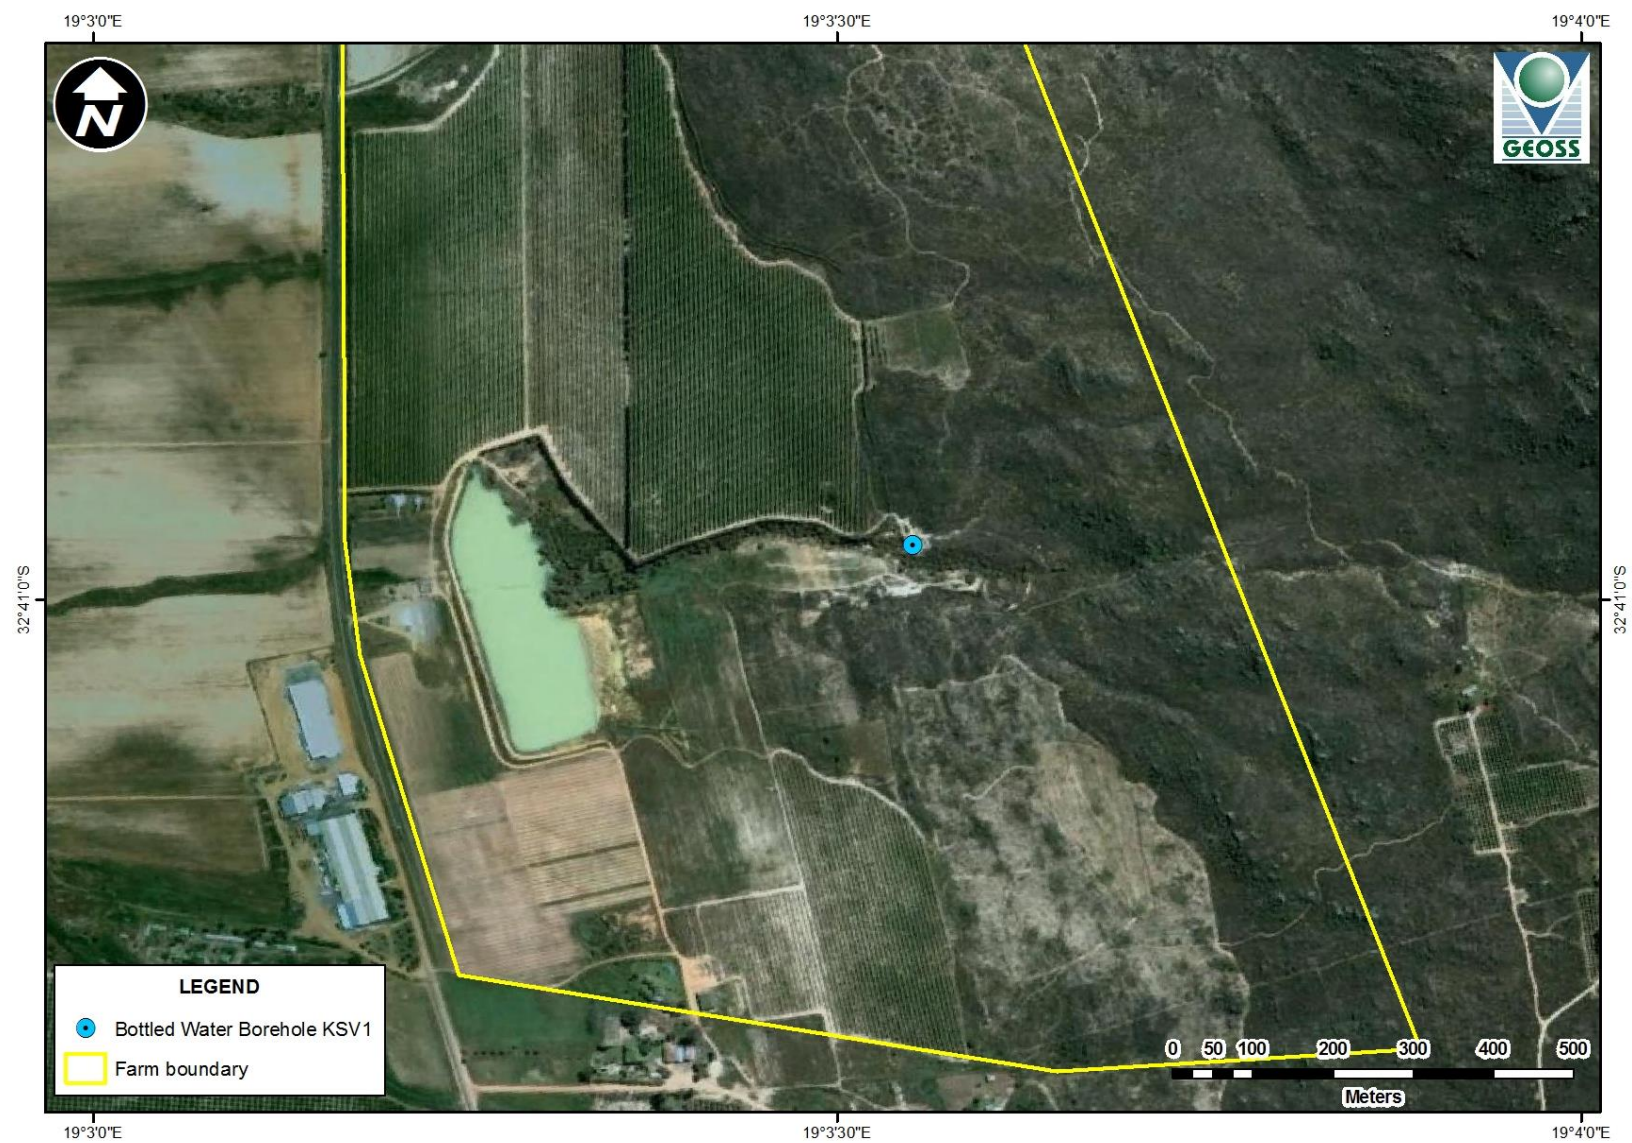 19°3'0"E
19°3'30"E
19°4'0"E
N
GEOSS
32°41'0"S
32°41'0"S
LEGEND
Bottled Water Borehole KSV1
Farm boundary
0 50 100 200 300 400 500
Meters
19°3'0"E
19°3'30"E
19°4'0"E